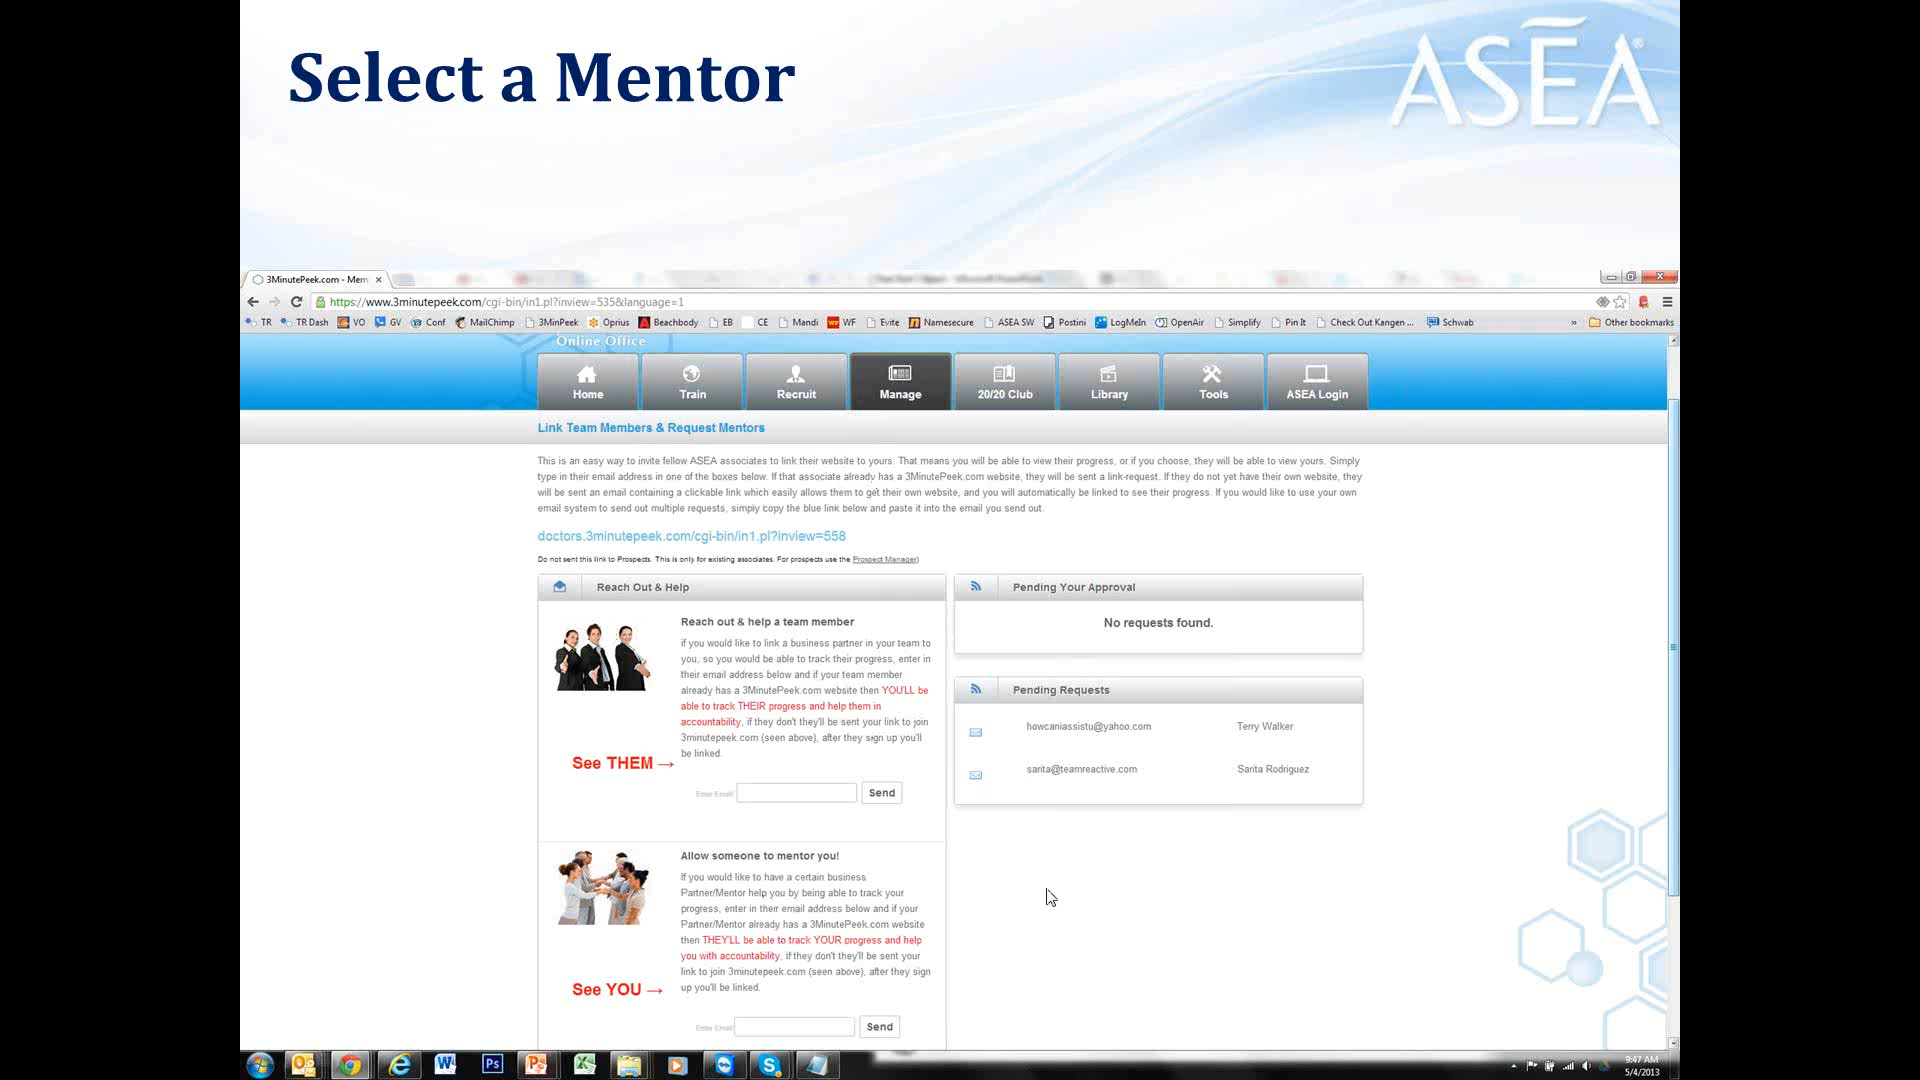 Select a Mentor
ASEA®
3MinutePeek.com - Mem
https://www.3minutepeek.com/cgi-bin/in1.pl?inview=535&language=1
TR TR Dash VO GV Conf MailChimp 3MinPeek Oprius Beachbody EB CE Mandi WF Evite Namesecure ASEA SW Postini LogMeIn OpenAir Simplify Pin It Check Out Kangen ... Schwab » Other bookmarks
Online Office
Home Train Recruit Manage 20/20 Club Library Tools ASEA Login
Link Team Members & Request Mentors
This is an easy way to invite fellow ASEA associates to link their website to yours. That means you will be able to view their progress, or if you choose, they will be able to view yours. Simply
type in their email address in one of the boxes below. If that associate already has a 3MinutePeek.com website, they will be sent a link-request. If they do not yet have their own website, they
will be sent an email containing a clickable link which easily allows them to get their own website, and you will automatically be linked to see their progress. If you would like to use your own
email system to send out multiple requests, simply copy the blue link below and paste it into the email you send out.
doctors.3minutepeek.com/cgi-bin/in1.pl?inview=558
Do not sent this link to Prospects. This is only for existing associates. For prospects use the Prospect Manager)
Reach Out & Help
Reach out & help a team member
if you would like to link a business partner in your team to
you, so you would be able to track their progress, enter in
their email address below and if your team member
already has a 3MinutePeek.com website then YOU'LL be
able to track THEIR progress and help them in
accountability, if they don't they'll be sent your link to join
3minutepeek.com (seen above), after they sign up you'll
be linked.
See THEM →
Enter Email: Send
Allow someone to mentor you!
If you would like to have a certain business
Partner/Mentor help you by being able to track your
progress, enter in their email address below and if your
Partner/Mentor already has a 3MinutePeek.com website
then THEY'LL be able to track YOUR progress and help
you with accountability, if they don't they'll be sent your
link to join 3minutepeek.com (seen above), after they sign
up you'll be linked.
See YOU →
Enter Email: Send
Pending Your Approval
No requests found.
Pending Requests
howcaniassistu@yahoo.com Terry Walker
sarita@teamreactive.com Sarita Rodriguez
9:47 AM
5/4/2013